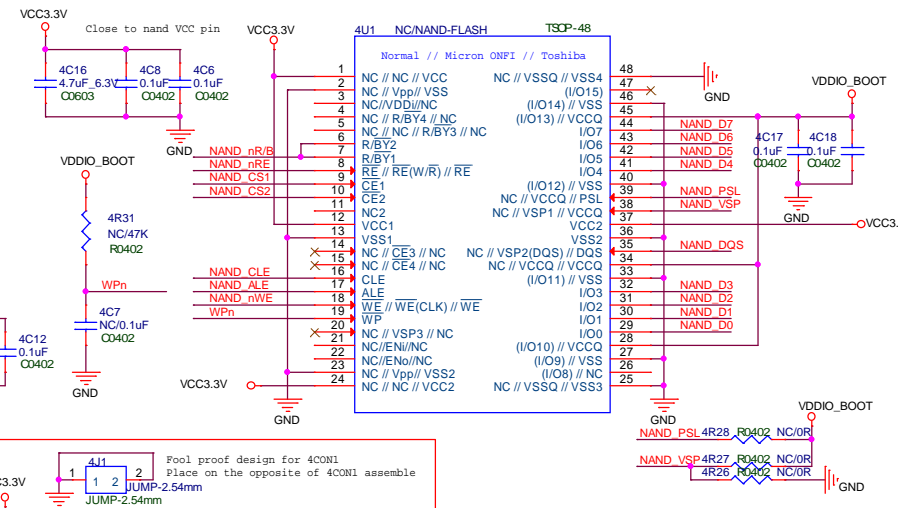 VCC3.3V
Close to nand VCC pin
4C16
4.7uF_6.3V
C0603
4C8
0.1uF
C0402
4C6
0.1uF
C0402
GND
VCC3.3V
4U1 NC/NAND-FLASH TSOP-48
Normal // Micron ONFI // Toshiba
1 NC // NC // VCC
2 NC // Vpp// VSS
3 NC//VDDi//NC
4 NC // R/BY4 // NC
5 NC // NC // R/BY3 // NC
6 R/BY2
7 R/BY1
8 RE // RE(W/R) // RE
9 CE1
10 CE2
11 NC2
12 VCC1
13 VSS1
14 NC // CE3 // NC
15 NC // CE4 // NC
16 CLE
17 ALE
18 WE // WE(CLK) // WE
19 WP
20 NC // VSP3 // NC
21 NC//ENi//NC
22 NC//ENo//NC
23 NC // Vpp// VSS2
24 NC // NC // VCC2
NC // VSSQ // VSS4 48
(I/O15) 47
(I/O14) // VSS 46
(I/O13) // VCCQ 45
I/O7 44
I/O6 43
I/O5 42
I/O4 41
(I/O12) // VSS 40
NC // VCCQ // PSL 39
NC // VSP1 // VCCQ 38
VCC2 37
VSS2 36
NC // VSP2(DQS) // DQS 35
NC // VCCQ // VCCQ 34
(I/O11) // VSS 33
I/O3 32
I/O2 31
I/O1 30
I/O0 29
(I/O10) // VCCQ 28
(I/O9) // VSS 27
(I/O8) // NC 26
NC // VSSQ // VSS3 25
NAND_nR/B
NAND_nRE
NAND_CS1
NAND_CS2
NAND_CLE
NAND_ALE
NAND_nWE
WPn
VCC3.3V
GND
GND
VDDIO_BOOT
NAND_D7
NAND_D6
NAND_D5
NAND_D4
4C17
0.1uF
C0402
4C18
0.1uF
C0402
GND
NAND_PSL
NAND_VSP
VCC3.
NAND_DQS
NAND_D3
NAND_D2
NAND_D1
NAND_D0
GND
VDDIO_BOOT
4R31
NC/47K
R0402
WPn
4C7
NC/0.1uF
C0402
GND
4C12
0.1uF
C0402
VDDIO_BOOT
NAND_PSL 4R28 R0402 NC/0R
NAND_VSP 4R27 R0402 NC/0R
4R26 R0402 NC/0R
GND
4J1
1 1 2 2
JUMP-2.54mm
JUMP-2.54mm
Fool proof design for 4CON1
Place on the opposite of 4CON1 assemble
C3.3V